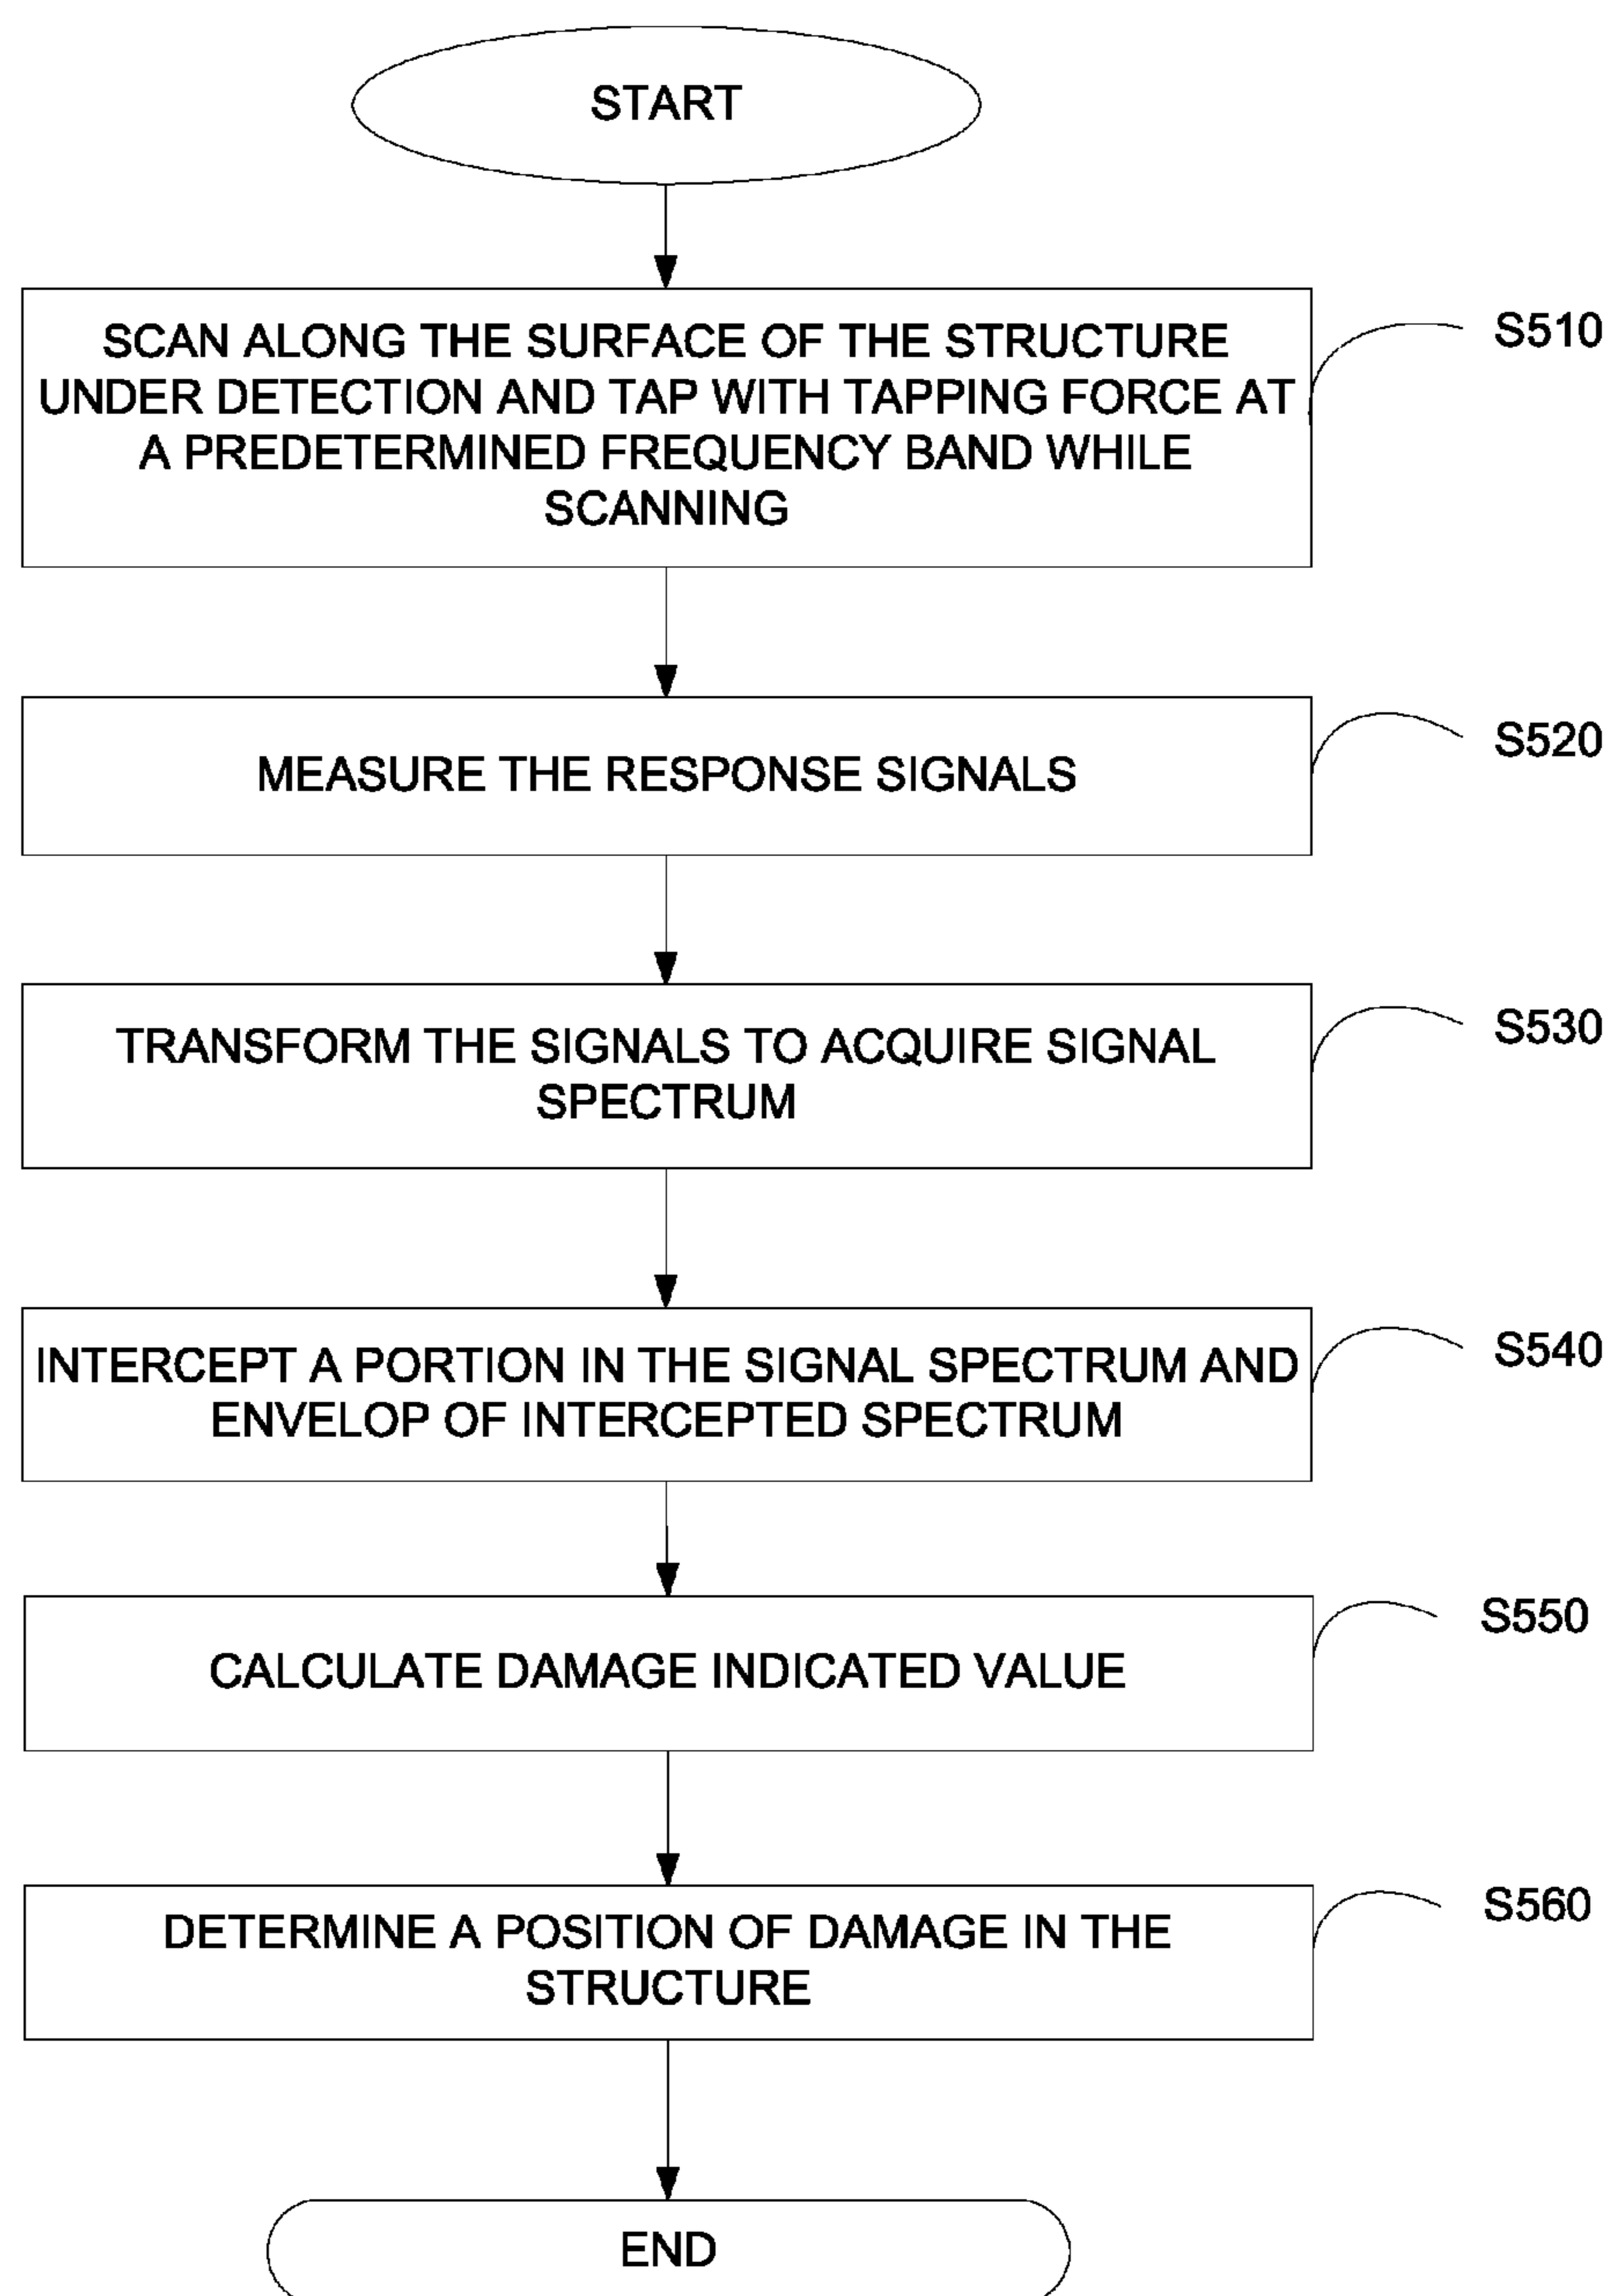 START
SCAN ALONG THE SURFACE OF THE STRUCTURE
UNDER DETECTION AND TAP WITH TAPPING FORCE AT
A PREDETERMINED FREQUENCY BAND WHILE
SCANNING
S510
MEASURE THE RESPONSE SIGNALS
S520
TRANSFORM THE SIGNALS TO ACQUIRE SIGNAL
SPECTRUM
S530
INTERCEPT A PORTION IN THE SIGNAL SPECTRUM AND
ENVELOP OF INTERCEPTED SPECTRUM
S540
CALCULATE DAMAGE INDICATED VALUE
S550
DETERMINE A POSITION OF DAMAGE IN THE
STRUCTURE
S560
END